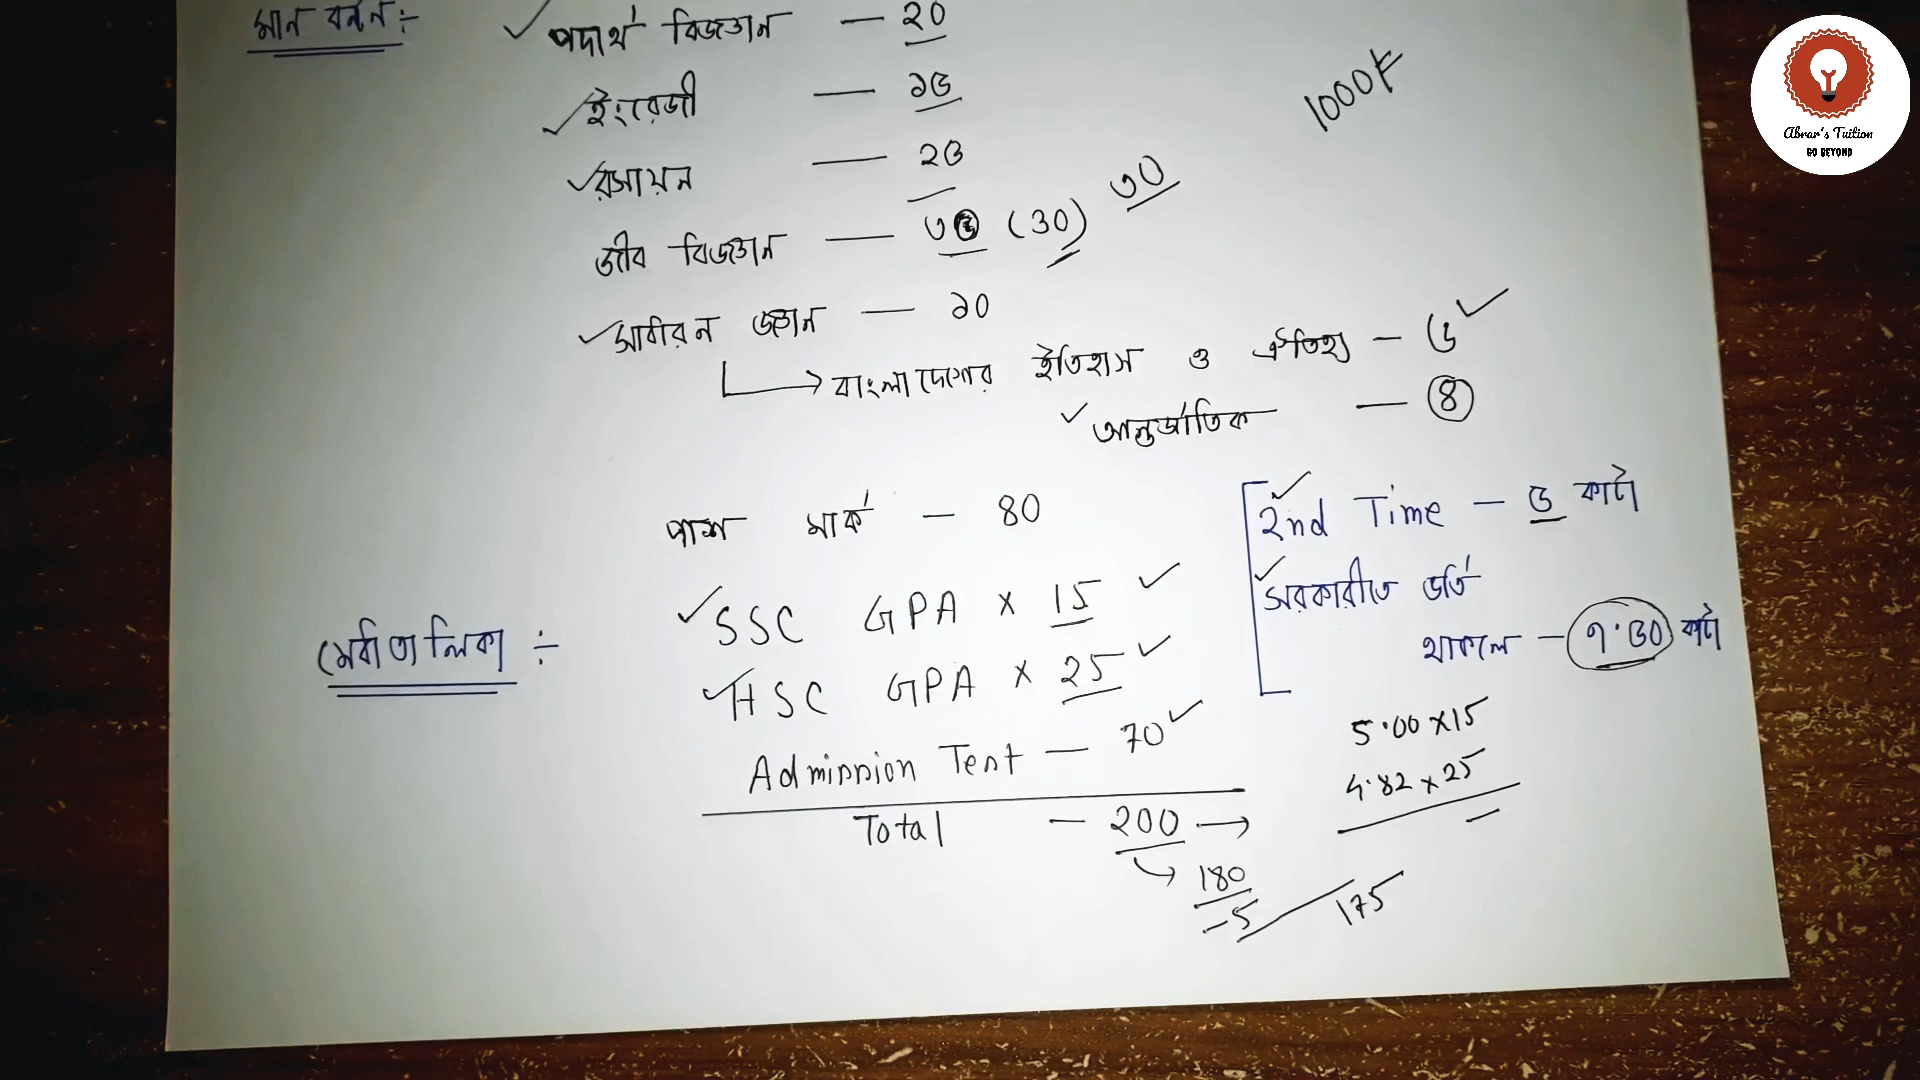 মান বন্টন :-
পদার্থ বিজ্ঞান — ২০
ইংরেজী — ১৫
রসায়ন — ২৫
জীব বিজ্ঞান — ৩০ (30) ৩০
1000৳
সাধারন জ্ঞান — ১০
বাংলাদেশের ইতিহাস ও ঐতিহ্য — ৬
আন্তর্জাতিক — ৪
পাশ মার্ক — ৪০
2nd Time — ৫ কাটা
সরকারীতে ভর্তি
থাকলে — ৭.৫০ কাটা
মেধাতালিকা :-
SSC GPA x 15
HSC GPA x 25
Admission Test — 70
Total — 200 →
180
-5
175
5.00 x 15
4.82 x 25
Abrar's Tuition
GO BEYOND